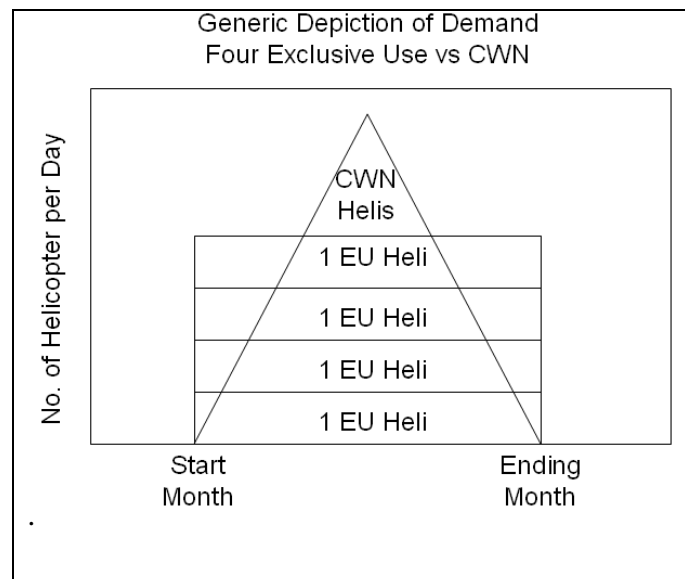 Generic Depiction of Demand
Four Exclusive Use vs CWN
No. of Helicopter per Day
CWN
Helis
1 EU Heli
1 EU Heli
1 EU Heli
1 EU Heli
Start
Month
Ending
Month
.